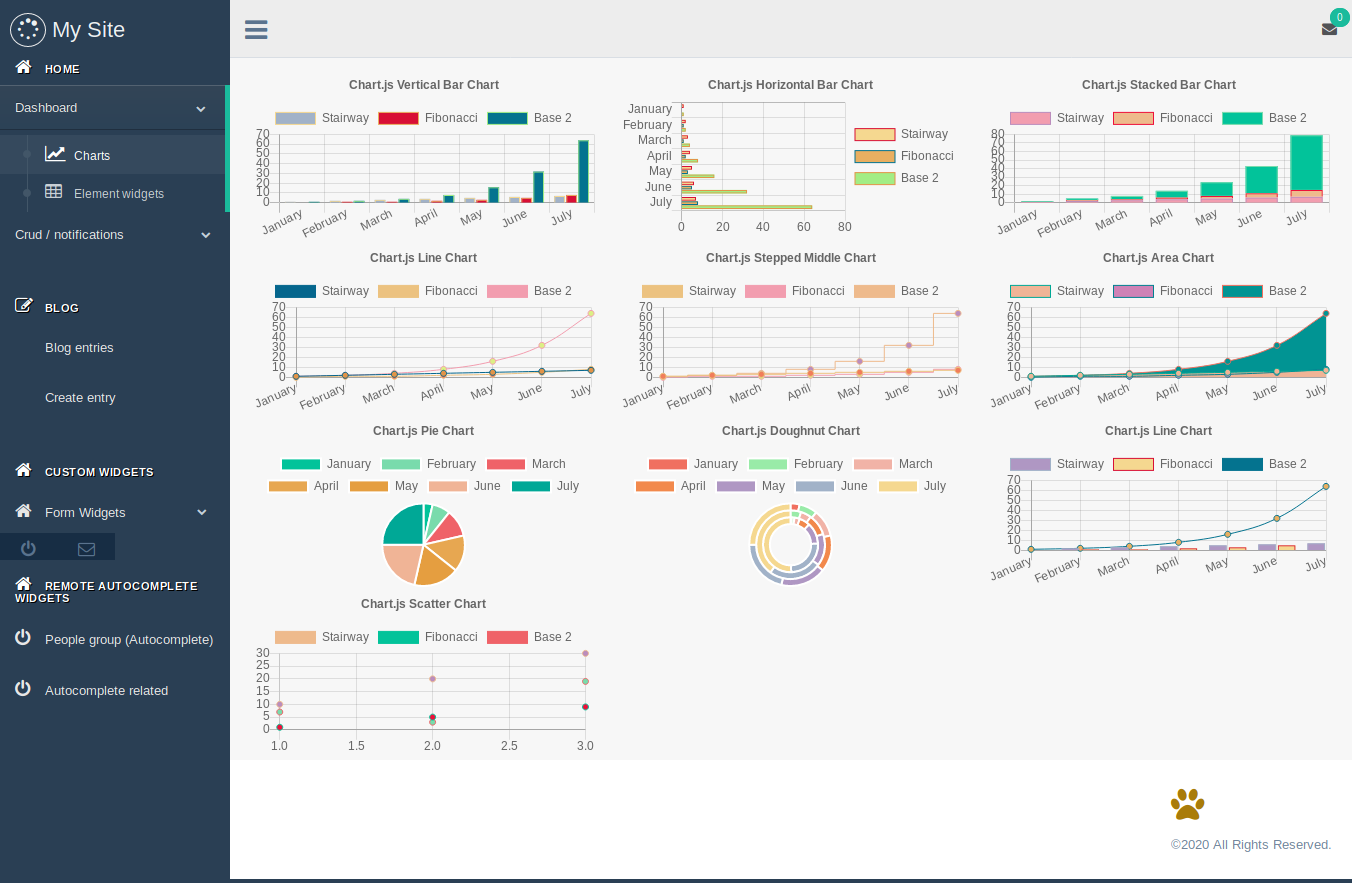 My Site
HOME
Dashboard
Charts
Element widgets
Crud / notifications
BLOG
Blog entries
Create entry
CUSTOM WIDGETS
Form Widgets
REMOTE AUTOCOMPLETE
WIDGETS
People group (Autocomplete)
Autocomplete related
0
Chart.js Vertical Bar Chart
Stairway Fibonacci Base 2
70
60
50
40
30
20
10
0
January February March April May June July
Chart.js Horizontal Bar Chart
January
February
March
April
May
June
July
0 20 40 60 80
Stairway
Fibonacci
Base 2
Chart.js Stacked Bar Chart
Stairway Fibonacci Base 2
80
70
60
50
40
30
20
10
0
January February March April May June July
Chart.js Line Chart
Stairway Fibonacci Base 2
70
60
50
40
30
20
10
0
January February March April May June July
Chart.js Stepped Middle Chart
Stairway Fibonacci Base 2
70
60
50
40
30
20
10
0
January February March April May June July
Chart.js Area Chart
Stairway Fibonacci Base 2
70
60
50
40
30
20
10
0
January February March April May June July
Chart.js Pie Chart
January February March
April May June July
Chart.js Doughnut Chart
January February March
April May June July
Chart.js Line Chart
Stairway Fibonacci Base 2
70
60
50
40
30
20
10
0
January February March April May June July
Chart.js Scatter Chart
Stairway Fibonacci Base 2
30
25
20
15
10
5
0
1.0 1.5 2.0 2.5 3.0
©2020 All Rights Reserved.